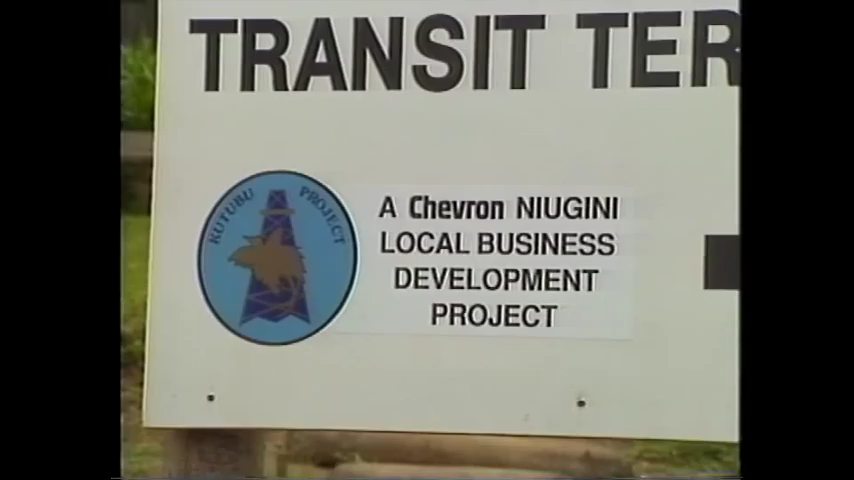 TRANSIT TER
KUTUBU PROJECT
A Chevron NIUGINI
LOCAL BUSINESS
DEVELOPMENT
PROJECT